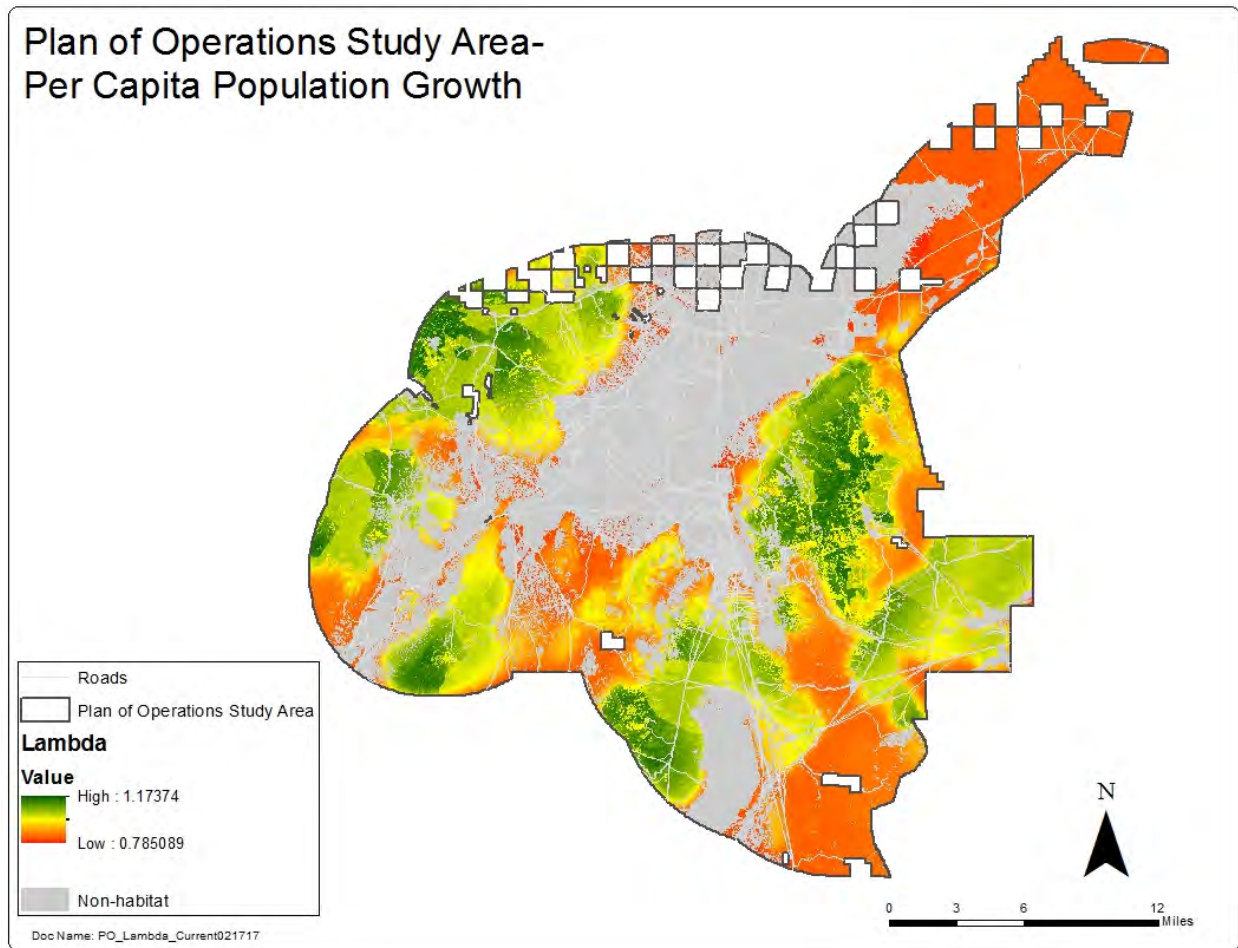 Plan of Operations Study Area-
Per Capita Population Growth
Roads
Plan of Operations Study Area
Lambda
Value
High : 1.17374
Low : 0.785089
Non-habitat
Doc Name: PO_Lambda_Current021717
N
0 3 6 12
Miles